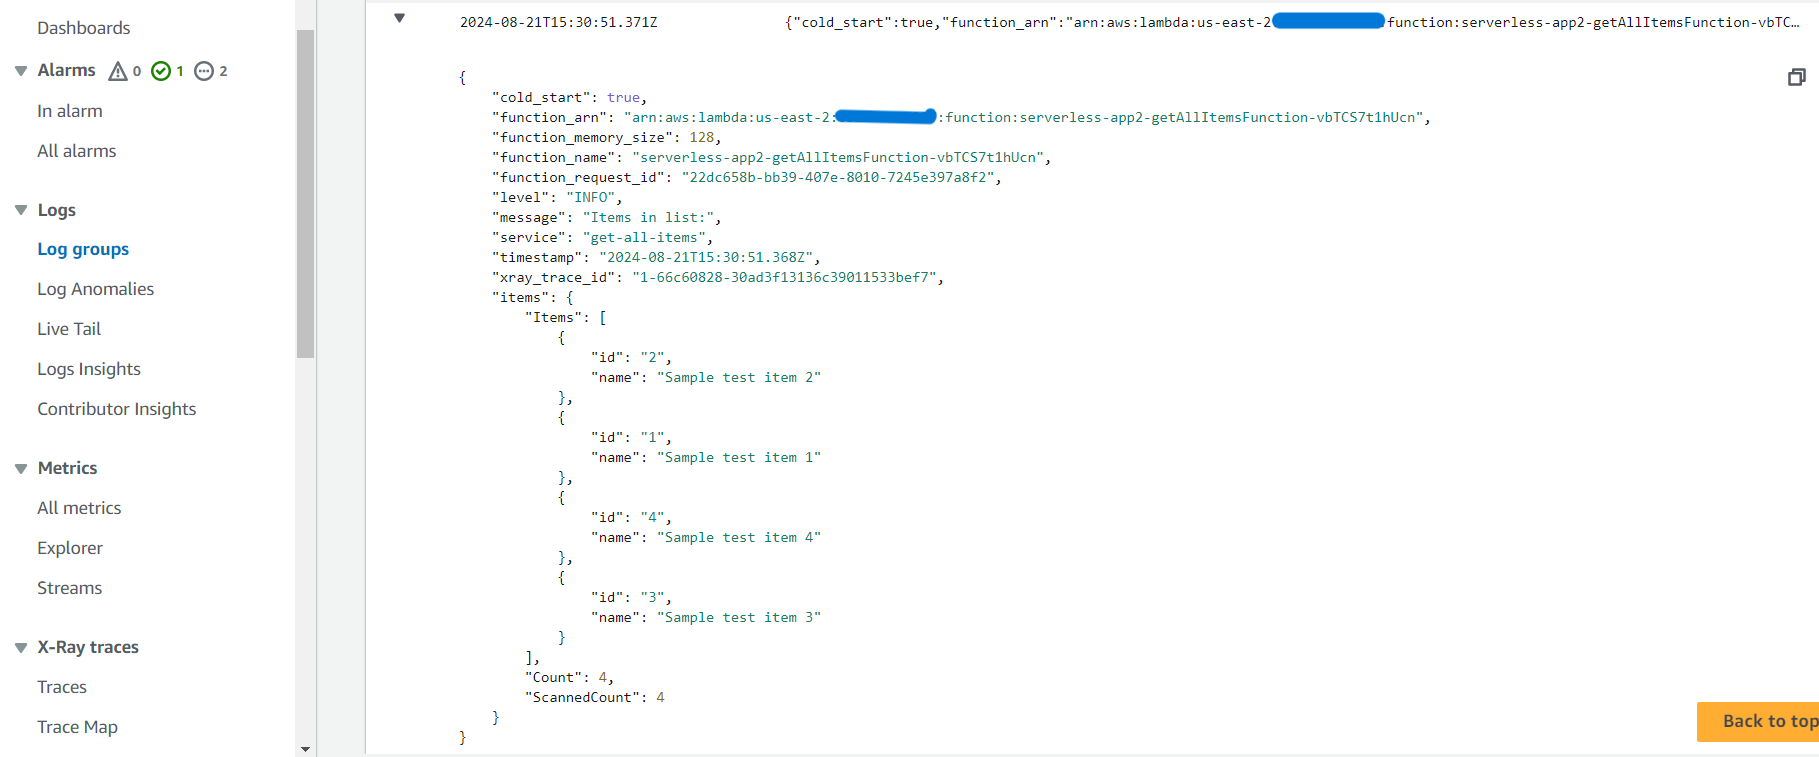 Dashboards
Alarms 0 1 2
In alarm
All alarms
Logs
Log groups
Log Anomalies
Live Tail
Logs Insights
Contributor Insights
Metrics
All metrics
Explorer
Streams
X-Ray traces
Traces
Trace Map
2024-08-21T15:30:51.371Z {"cold_start":true,"function_arn":"arn:aws:lambda:us-east-2 function:serverless-app2-getAllItemsFunction-vbTC…
{
"cold_start": true,
"function_arn": "arn:aws:lambda:us-east-2: :function:serverless-app2-getAllItemsFunction-vbTCS7t1hUcn",
"function_memory_size": 128,
"function_name": "serverless-app2-getAllItemsFunction-vbTCS7t1hUcn",
"function_request_id": "22dc658b-bb39-407e-8010-7245e397a8f2",
"level": "INFO",
"message": "Items in list:",
"service": "get-all-items",
"timestamp": "2024-08-21T15:30:51.368Z",
"xray_trace_id": "1-66c60828-30ad3f13136c39011533bef7",
"items": {
"Items": [
{
"id": "2",
"name": "Sample test item 2"
},
{
"id": "1",
"name": "Sample test item 1"
},
{
"id": "4",
"name": "Sample test item 4"
},
{
"id": "3",
"name": "Sample test item 3"
}
],
"Count": 4,
"ScannedCount": 4
}
}
Back to top